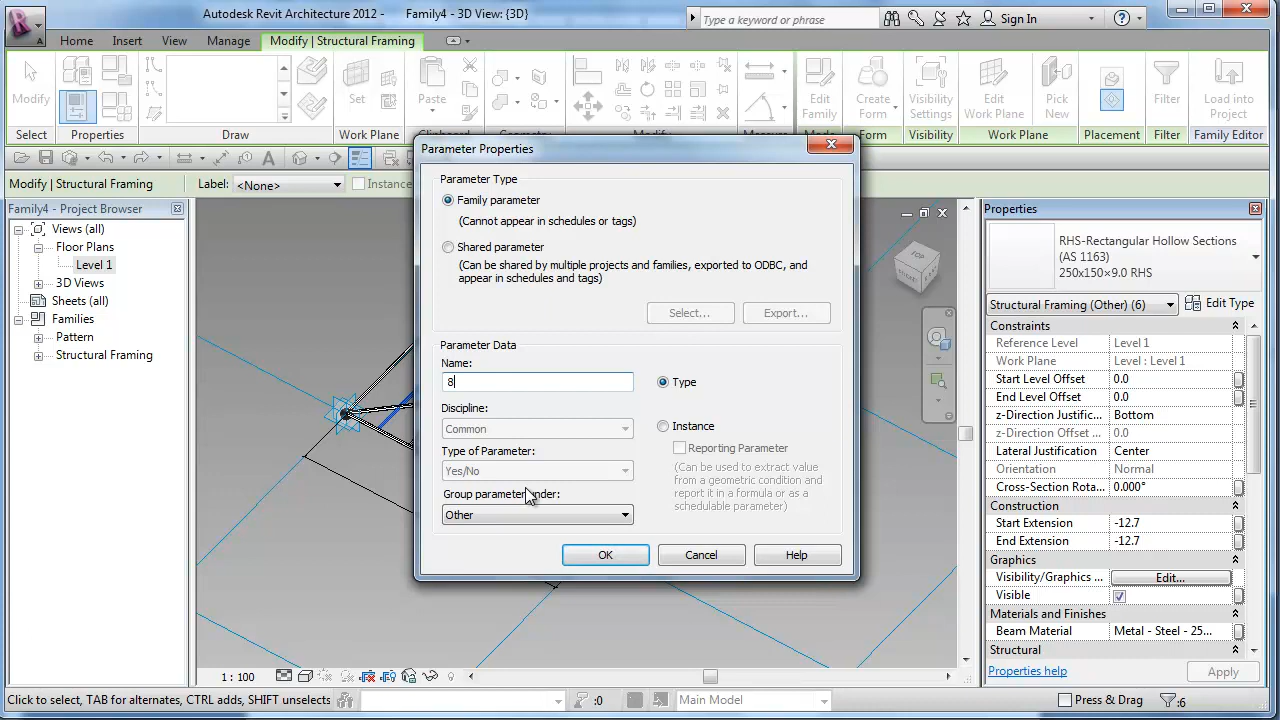 Autodesk Revit Architecture 2012 - Family4 - 3D View: {3D}
Type a keyword or phrase
Sign In
Home Insert View Manage Modify | Structural Framing
Modify
Paste
Set
Edit Family
Create Form
Visibility Settings
Edit Work Plane
Pick New
Filter
Load into Project
Select Properties Draw Work Plane Clipboard Geometry Modify Measure Mode Form Visibility Work Plane Placement Filter Family Editor
Modify | Structural Framing
Label: <None>
Instance
Family4 - Project Browser
Views (all)
Floor Plans
Level 1
3D Views
Sheets (all)
Families
Pattern
Structural Framing
Parameter Properties
Parameter Type
Family parameter
(Cannot appear in schedules or tags)
Shared parameter
(Can be shared by multiple projects and families, exported to ODBC, and
appear in schedules and tags)
Select... Export...
Parameter Data
Name:
8
Type
Discipline:
Common
Instance
Type of Parameter:
Reporting Parameter
Yes/No
(Can be used to extract value
from a geometric condition and
report it in a formula or as a
schedulable parameter)
Group parameter under:
Other
OK Cancel Help
TOP
Properties
RHS-Rectangular Hollow Sections
(AS 1163)
250x150×9.0 RHS
Structural Framing (Other) (6) Edit Type
Constraints
Reference Level Level 1
Work Plane Level : Level 1
Start Level Offset 0.0
End Level Offset 0.0
z-Direction Justific... Bottom
z-Direction Offset ... 0.0
Lateral Justification Center
Orientation Normal
Cross-Section Rota... 0.000°
Construction
Start Extension -12.7
End Extension -12.7
Graphics
Visibility/Graphics ... Edit...
Visible
Materials and Finishes
Beam Material Metal - Steel - 25...
Structural
Properties help Apply
1 : 100
Click to select, TAB for alternates, CTRL adds, SHIFT unselects
:0
Main Model
Press & Drag
:6